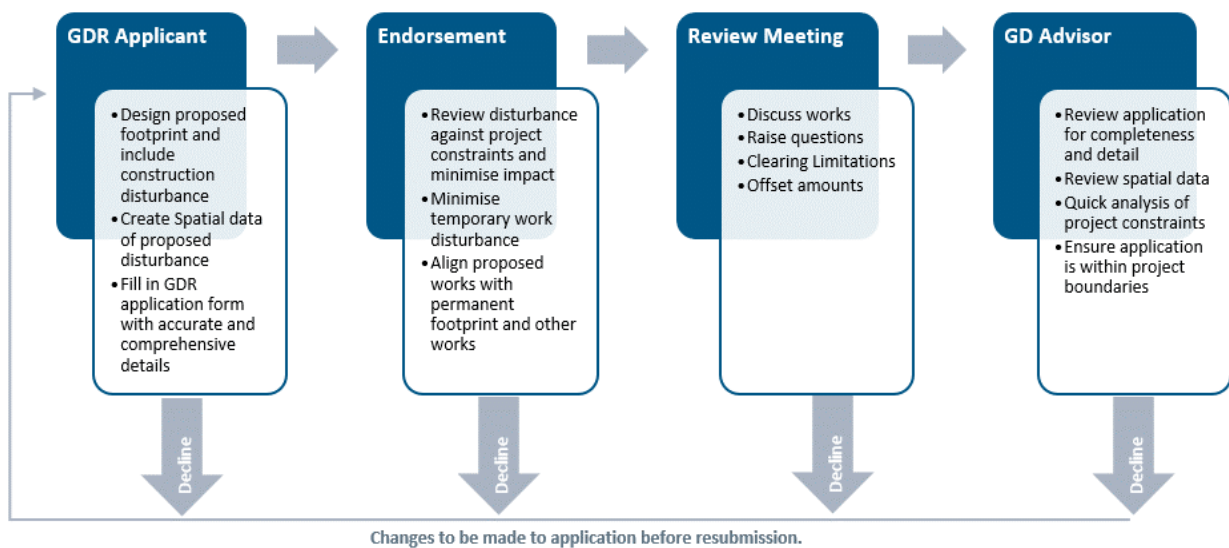 GDR Applicant
• Design proposed
footprint and
include
construction
disturbance
• Create Spatial data
of proposed
disturbance
• Fill in GDR
application form
with accurate and
comprehensive
details
Decline
Endorsement
• Review disturbance
against project
constraints and
minimise impact
• Minimise
temporary work
disturbance
• Align proposed
works with
permanent
footprint and other
works
Decline
Review Meeting
• Discuss works
• Raise questions
• Clearing Limitations
• Offset amounts
Decline
GD Advisor
• Review application
for completeness
and detail
• Review spatial data
• Quick analysis of
project constraints
• Ensure application
is within project
boundaries
Decline
Changes to be made to application before resubmission.